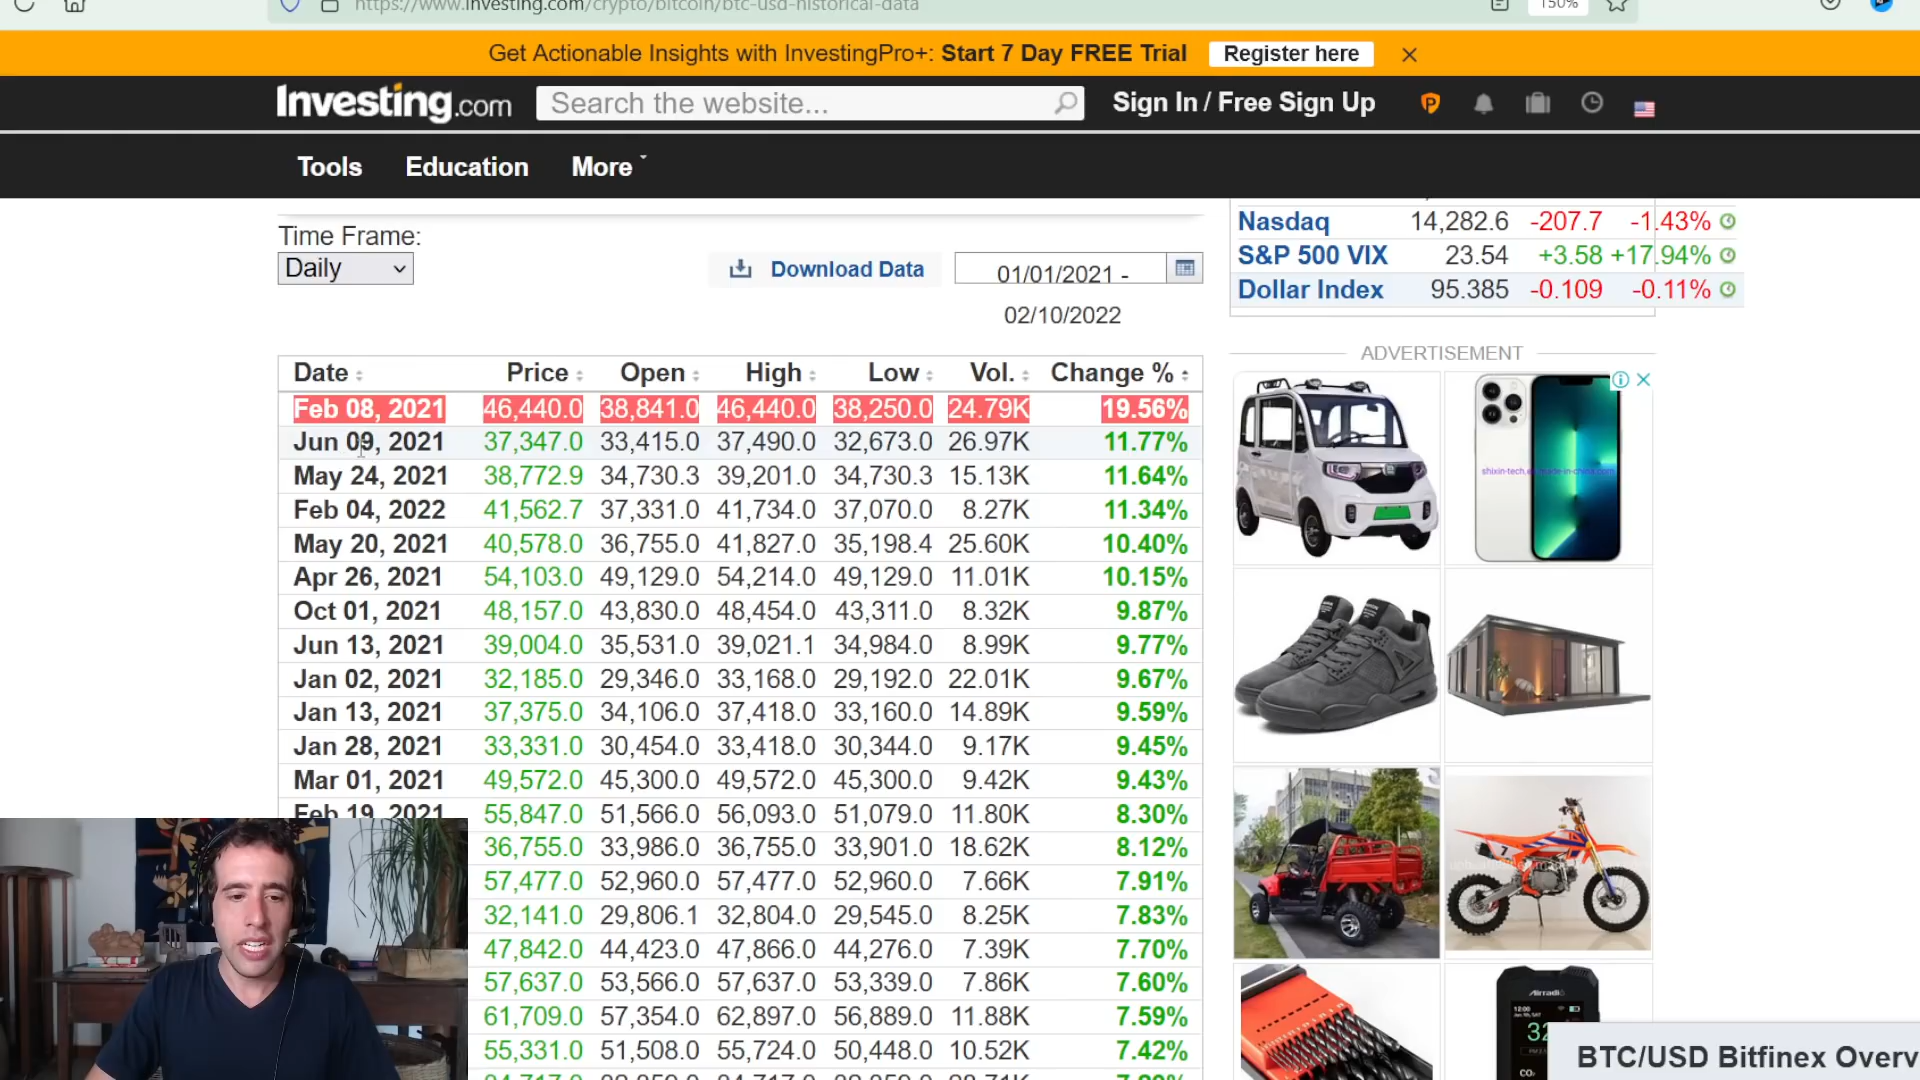 https://www.investing.com/crypto/bitcoin/btc-usd-historical-data
150%
Get Actionable Insights with InvestingPro+: Start 7 Day FREE Trial Register here
Investing.com Search the website... Sign In / Free Sign Up
Tools Education More
Time Frame:
Daily
Download Data
01/01/2021 -
02/10/2022
Nasdaq 14,282.6 -207.7 -1.43%
S&P 500 VIX 23.54 +3.58 +17.94%
Dollar Index 95.385 -0.109 -0.11%
ADVERTISEMENT
Date Price Open High Low Vol. Change %
Feb 08, 2021 46,440.0 38,841.0 46,440.0 38,250.0 24.79K 19.56%
Jun 09, 2021 37,347.0 33,415.0 37,490.0 32,673.0 26.97K 11.77%
May 24, 2021 38,772.9 34,730.3 39,201.0 34,730.3 15.13K 11.64%
Feb 04, 2022 41,562.7 37,331.0 41,734.0 37,070.0 8.27K 11.34%
May 20, 2021 40,578.0 36,755.0 41,827.0 35,198.4 25.60K 10.40%
Apr 26, 2021 54,103.0 49,129.0 54,214.0 49,129.0 11.01K 10.15%
Oct 01, 2021 48,157.0 43,830.0 48,454.0 43,311.0 8.32K 9.87%
Jun 13, 2021 39,004.0 35,531.0 39,021.1 34,984.0 8.99K 9.77%
Jan 02, 2021 32,185.0 29,346.0 33,168.0 29,192.0 22.01K 9.67%
Jan 13, 2021 37,375.0 34,106.0 37,418.0 33,160.0 14.89K 9.59%
Jan 28, 2021 33,331.0 30,454.0 33,418.0 30,344.0 9.17K 9.45%
Mar 01, 2021 49,572.0 45,300.0 49,572.0 45,300.0 9.42K 9.43%
Feb 19, 2021 55,847.0 51,566.0 56,093.0 51,079.0 11.80K 8.30%
36,755.0 33,986.0 36,755.0 33,901.0 18.62K 8.12%
57,477.0 52,960.0 57,477.0 52,960.0 7.66K 7.91%
32,141.0 29,806.1 32,804.0 29,545.0 8.25K 7.83%
47,842.0 44,423.0 47,866.0 44,276.0 7.39K 7.70%
57,637.0 53,566.0 57,637.0 53,339.0 7.86K 7.60%
61,709.0 57,354.0 62,897.0 56,889.0 11.88K 7.59%
55,331.0 51,508.0 55,724.0 50,448.0 10.52K 7.42%
Airradio
BTC/USD Bitfinex Overv